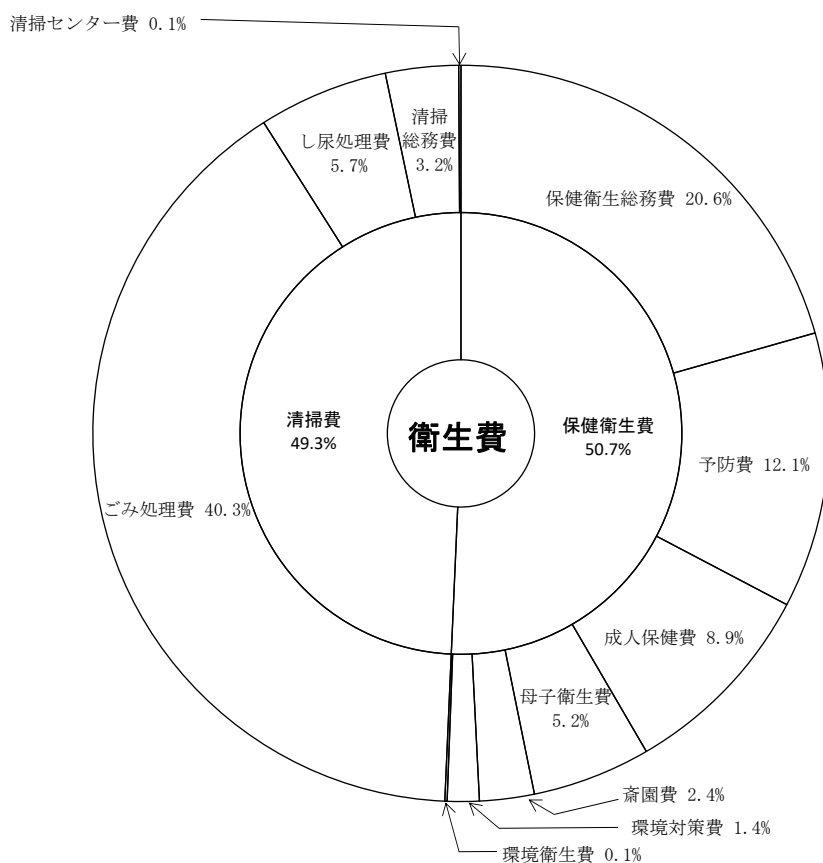 清掃センター費 0.1%
清掃
総務費
3.2%
し尿処理費
5.7%
保健衛生総務費 20.6%
清掃費
49.3%
衛生費
保健衛生費
50.7%
予防費 12.1%
ごみ処理費 40.3%
成人保健費 8.9%
母子衛生費
5.2%
斎園費 2.4%
環境対策費 1.4%
環境衛生費 0.1%